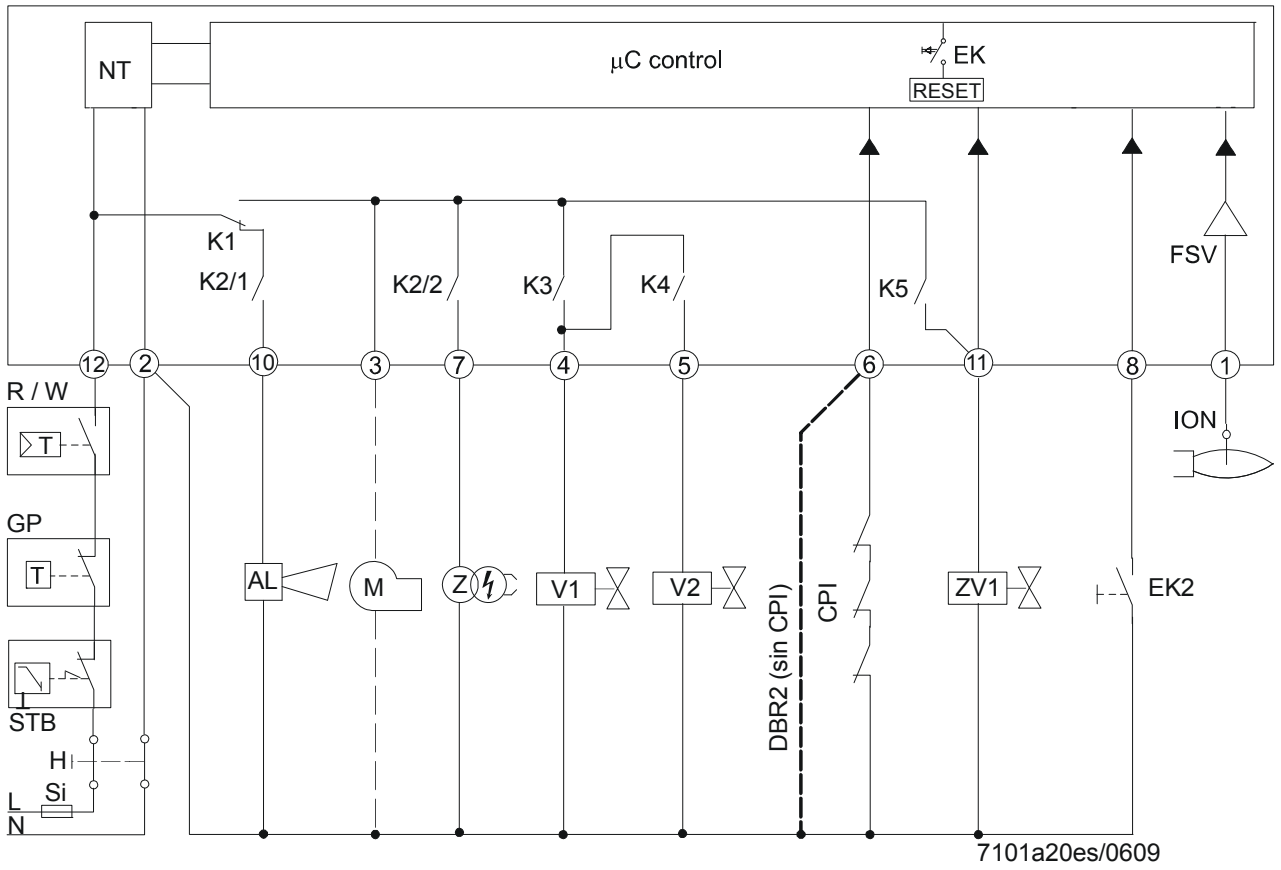 NT
μC control
EK
RESET
K1
K2/1
K2/2
K3
K4
K5
FSV
12
2
10
3
7
4
5
6
11
8
1
R / W
T
ION
GP
T
AL
M
Z
V1
V2
DBR2 (sin CPI)
CPI
ZV1
EK2
STB
H
Si
L
N
7101a20es/0609